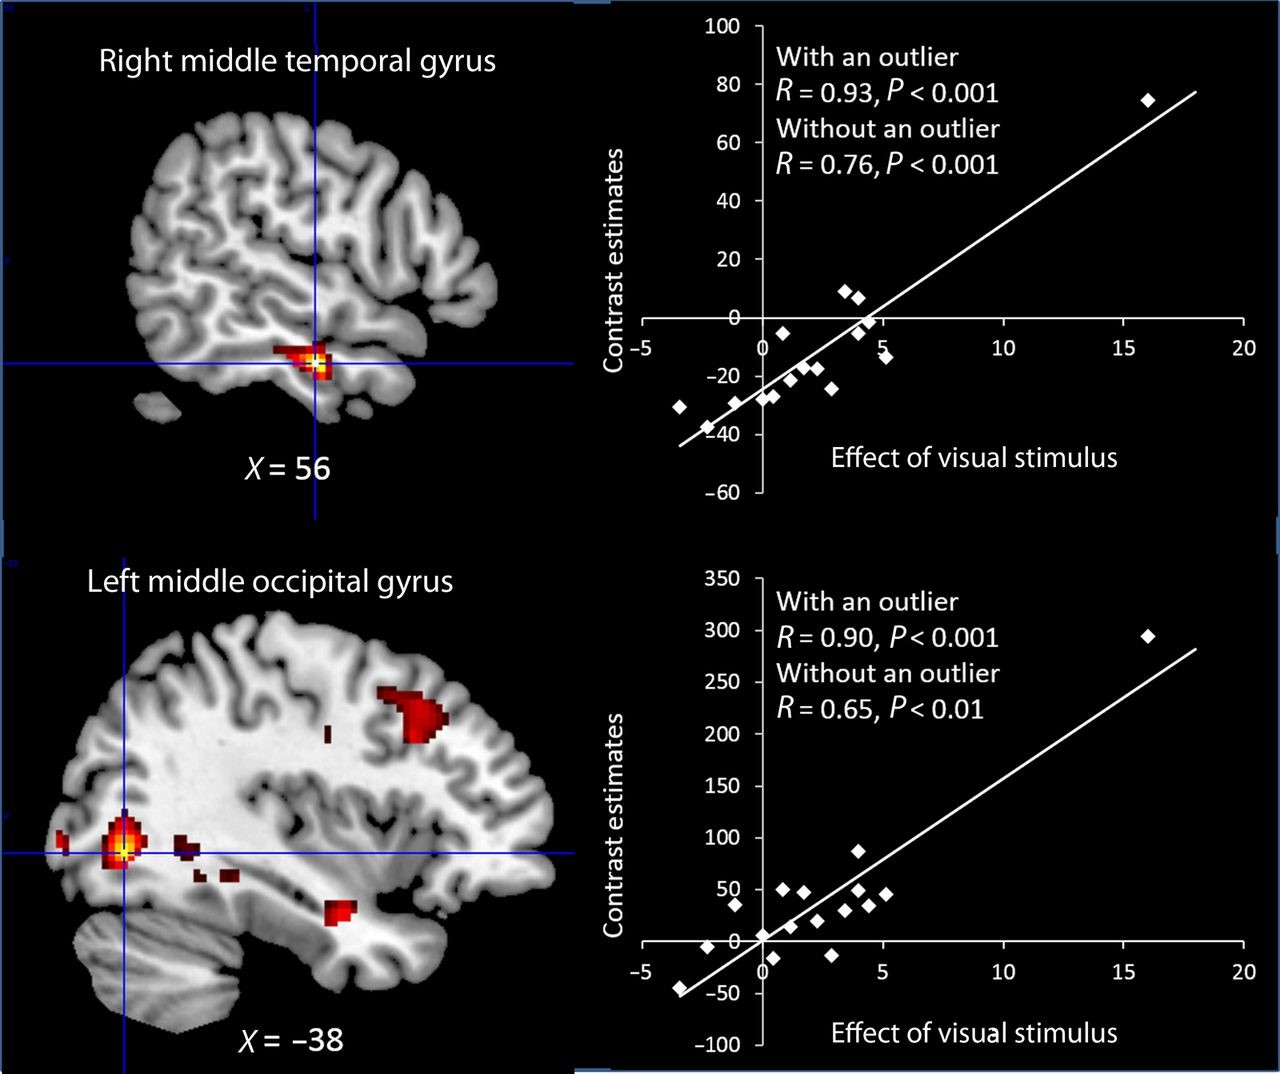 Right middle temporal gyrus
X = 56
100
80
60
40
20
0
−20
−40
−60
−5
0
5
10
15
20
With an outlier
R = 0.93, P < 0.001
Without an outlier
R = 0.76, P < 0.001
Contrast estimates
Effect of visual stimulus
Left middle occipital gyrus
X = −38
350
300
250
200
150
100
50
0
−50
−100
−5
0
5
10
15
20
With an outlier
R = 0.90, P < 0.001
Without an outlier
R = 0.65, P < 0.01
Contrast estimates
Effect of visual stimulus